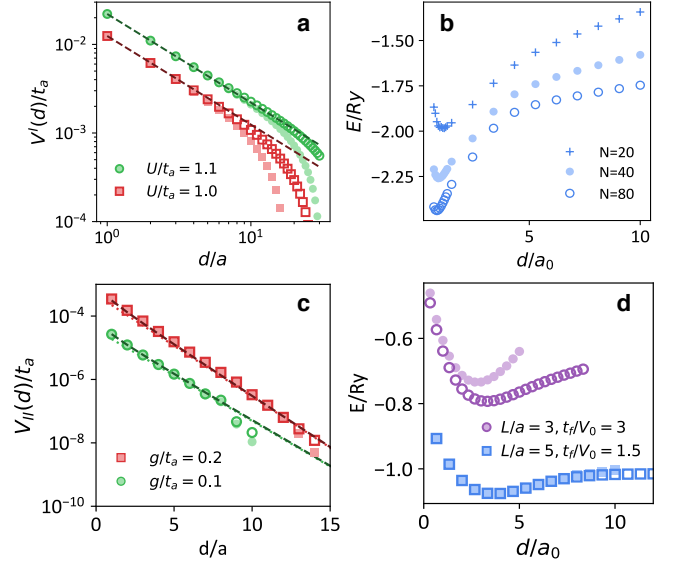 a
V^I(d)/t_a
10^{-2}
10^{-3}
10^{-4}
U/t_a = 1.1
U/t_a = 1.0
10^0
10^1
d/a
b
E/Ry
−1.50
−1.75
−2.00
−2.25
N=20
N=40
N=80
5
10
d/a_0
c
V_{II}(d)/t_a
10^{-4}
10^{-6}
10^{-8}
10^{-10}
g/t_a = 0.2
g/t_a = 0.1
0
5
10
15
d/a
d
E/Ry
−0.6
−0.8
−1.0
L/a = 3, t_f/V_0 = 3
L/a = 5, t_f/V_0 = 1.5
0
5
10
d/a_0